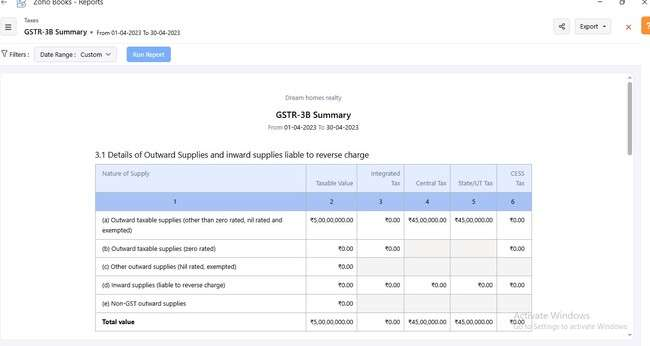 Zoho Books - Reports
Taxes
GSTR-3B Summary • From 01-04-2023 To 30-04-2023
Export
Filters :
Date Range : Custom
Run Report
Dream homes realty
GSTR-3B Summary
From 01-04-2023 To 30-04-2023
3.1 Details of Outward Supplies and inward supplies liable to reverse charge
Nature of Supply Taxable Value Integrated Tax Central Tax State/UT Tax CESS Tax
1 2 3 4 5 6
(a) Outward taxable supplies (other than zero rated, nil rated and exempted) ₹5,00,00,000.00 ₹0.00 ₹45,00,000.00 ₹45,00,000.00 ₹0.00
(b) Outward taxable supplies (zero rated) ₹0.00 ₹0.00 ₹0.00
(c) Other outward supplies (Nil rated, exempted) ₹0.00
(d) Inward supplies (liable to reverse charge) ₹0.00 ₹0.00 ₹0.00 ₹0.00 ₹0.00
(e) Non-GST outward supplies ₹0.00
Total value ₹5,00,00,000.00 ₹0.00 ₹45,00,000.00 ₹45,00,000.00 ₹0.00
Activate Windows
Go to Settings to activate Windows.